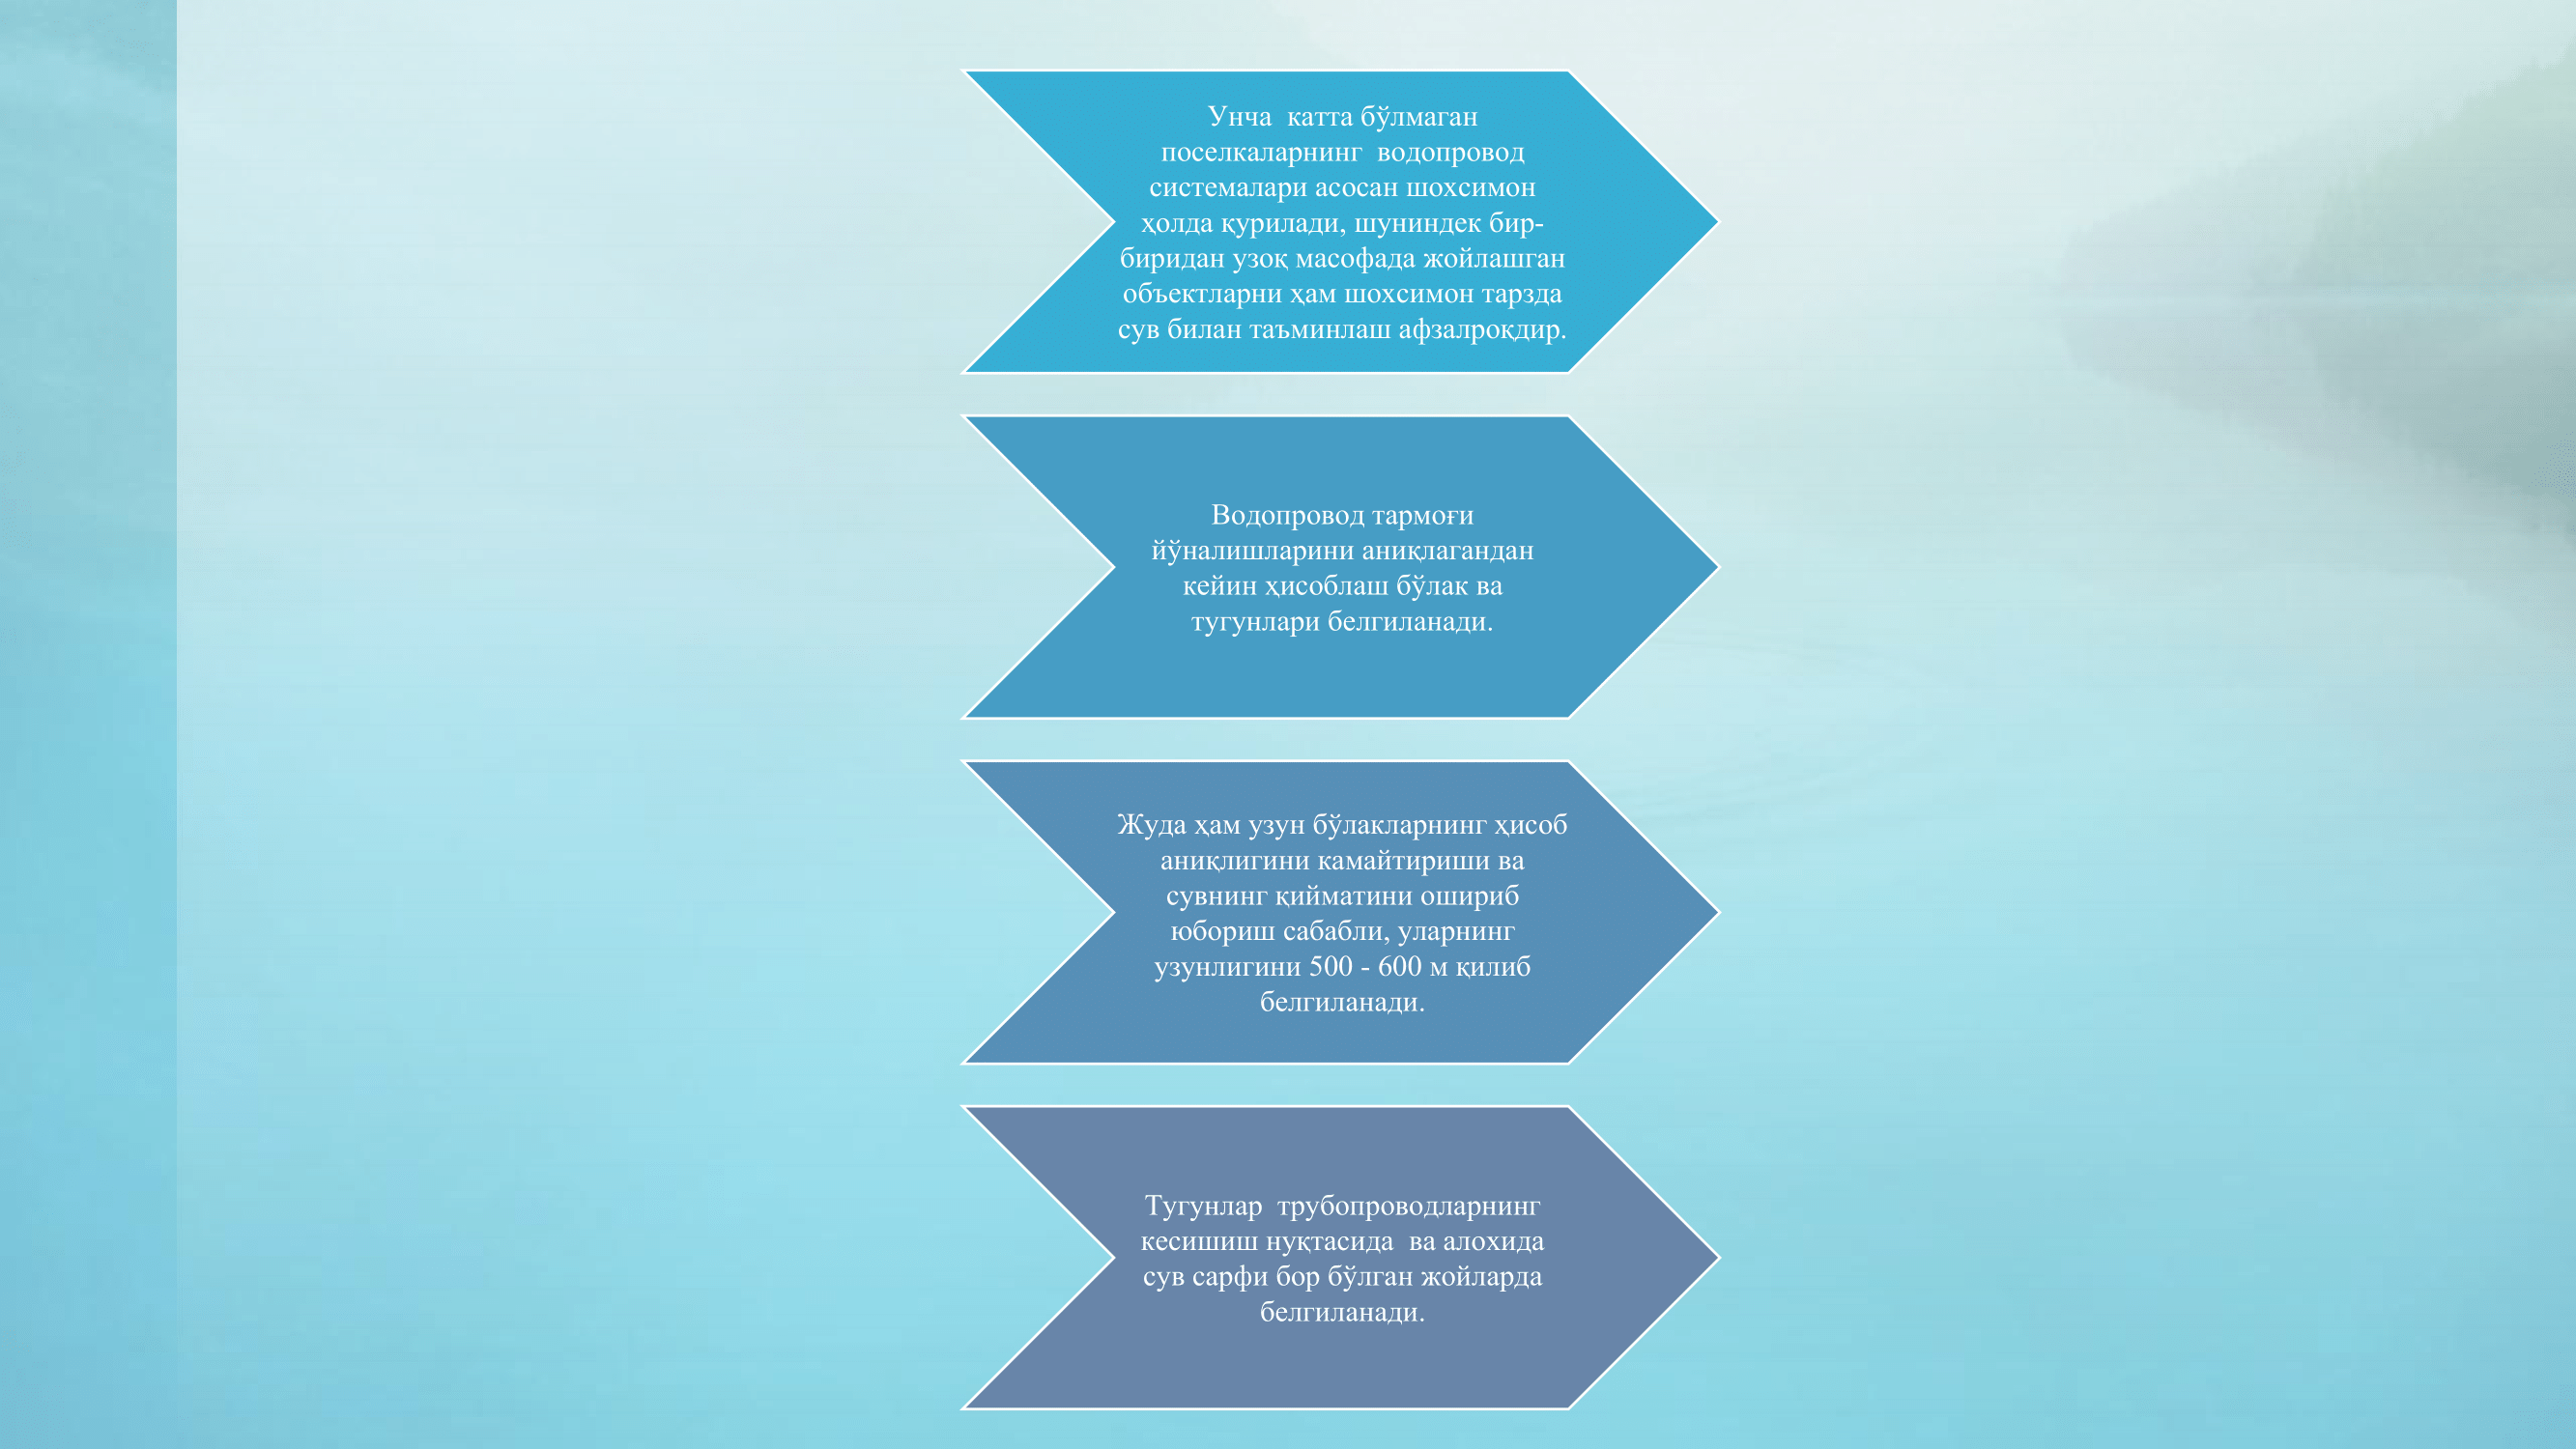 Унча  катта бўлмаган
поселкаларнинг  водопровод
системалари асосан шохсимон
ҳолда қурилади, шуниндек бир-
биридан узоқ масофада жойлашган
объектларни ҳам шохсимон тарзда
сув билан таъминлаш афзалроқдир.
Водопровод тармоғи
йўналишларини аниқлагандан
кейин ҳисоблаш бўлак ва
тугунлари белгиланади.
Жуда ҳам узун бўлакларнинг ҳисоб
аниқлигини камайтириши ва
сувнинг қийматини ошириб
юбориш сабабли, уларнинг
узунлигини 500 - 600 м қилиб
белгиланади.
Тугунлар  трубопроводларнинг
кесишиш нуқтасида  ва алохида
сув сарфи бор бўлган жойларда
белгиланади.